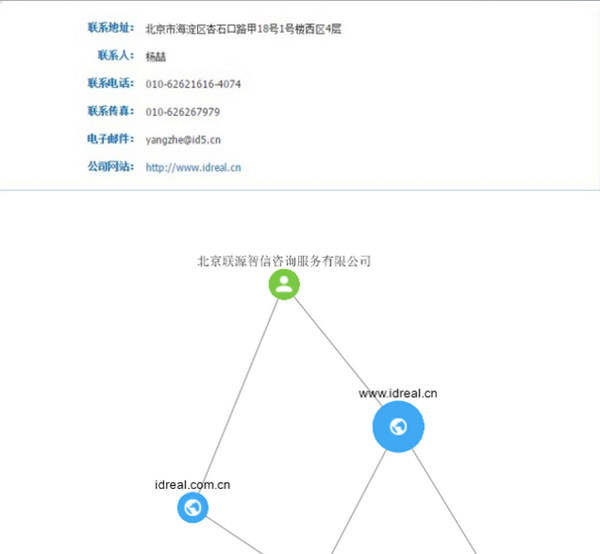 联系地址: 北京市海淀区杏石口路甲18号1号楼西区4层
联系人: 杨喆
联系电话: 010-62621616-4074
联系传真: 010-626267979
电子邮件: yangzhe@id5.cn
公司网站: http://www.idreal.cn
北京联源智信咨询服务有限公司
www.idreal.cn
idreal.com.cn